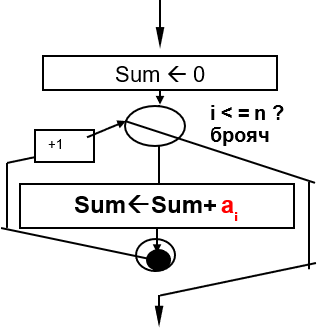 Sum ← 0
i < = n ?
брояч
+1
Sum←Sum+ aᵢ